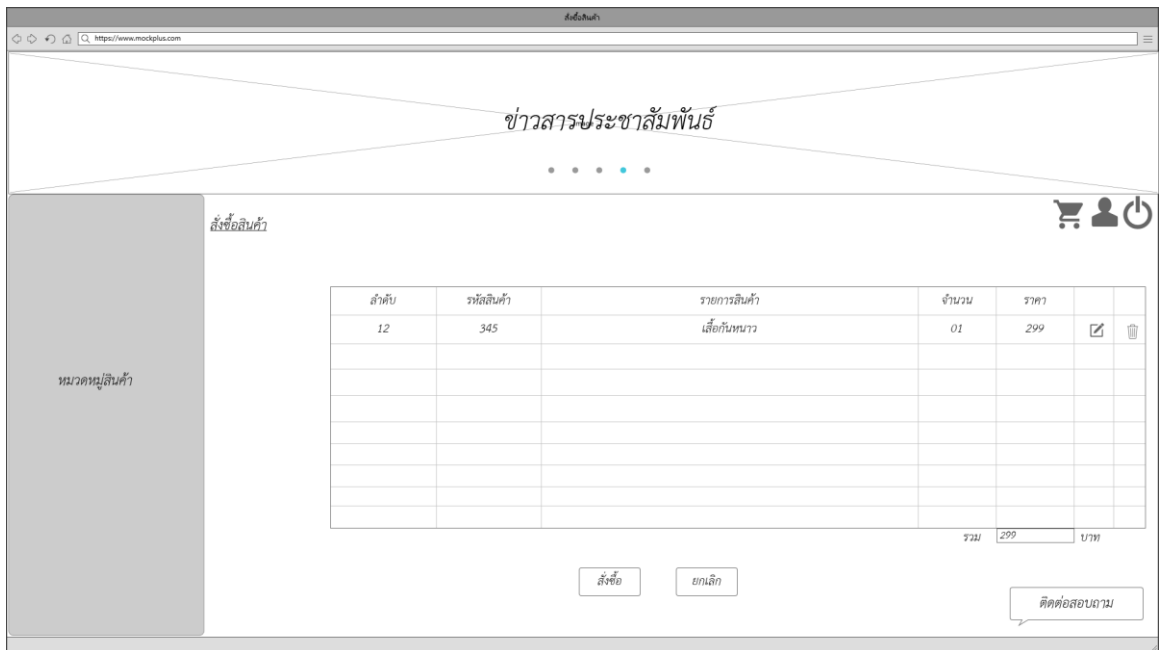 สั่งซื้อสินค้า
https://www.mockplus.com
ข่าวสารประชาสัมพันธ์
สั่งซื้อสินค้า
ลำดับ รหัสสินค้า รายการสินค้า จำนวน ราคา
12 345 เสื้อกันหนาว 01 299
หมวดหมู่สินค้า
รวม 299 บาท
สั่งซื้อ ยกเลิก
ติดต่อสอบถาม